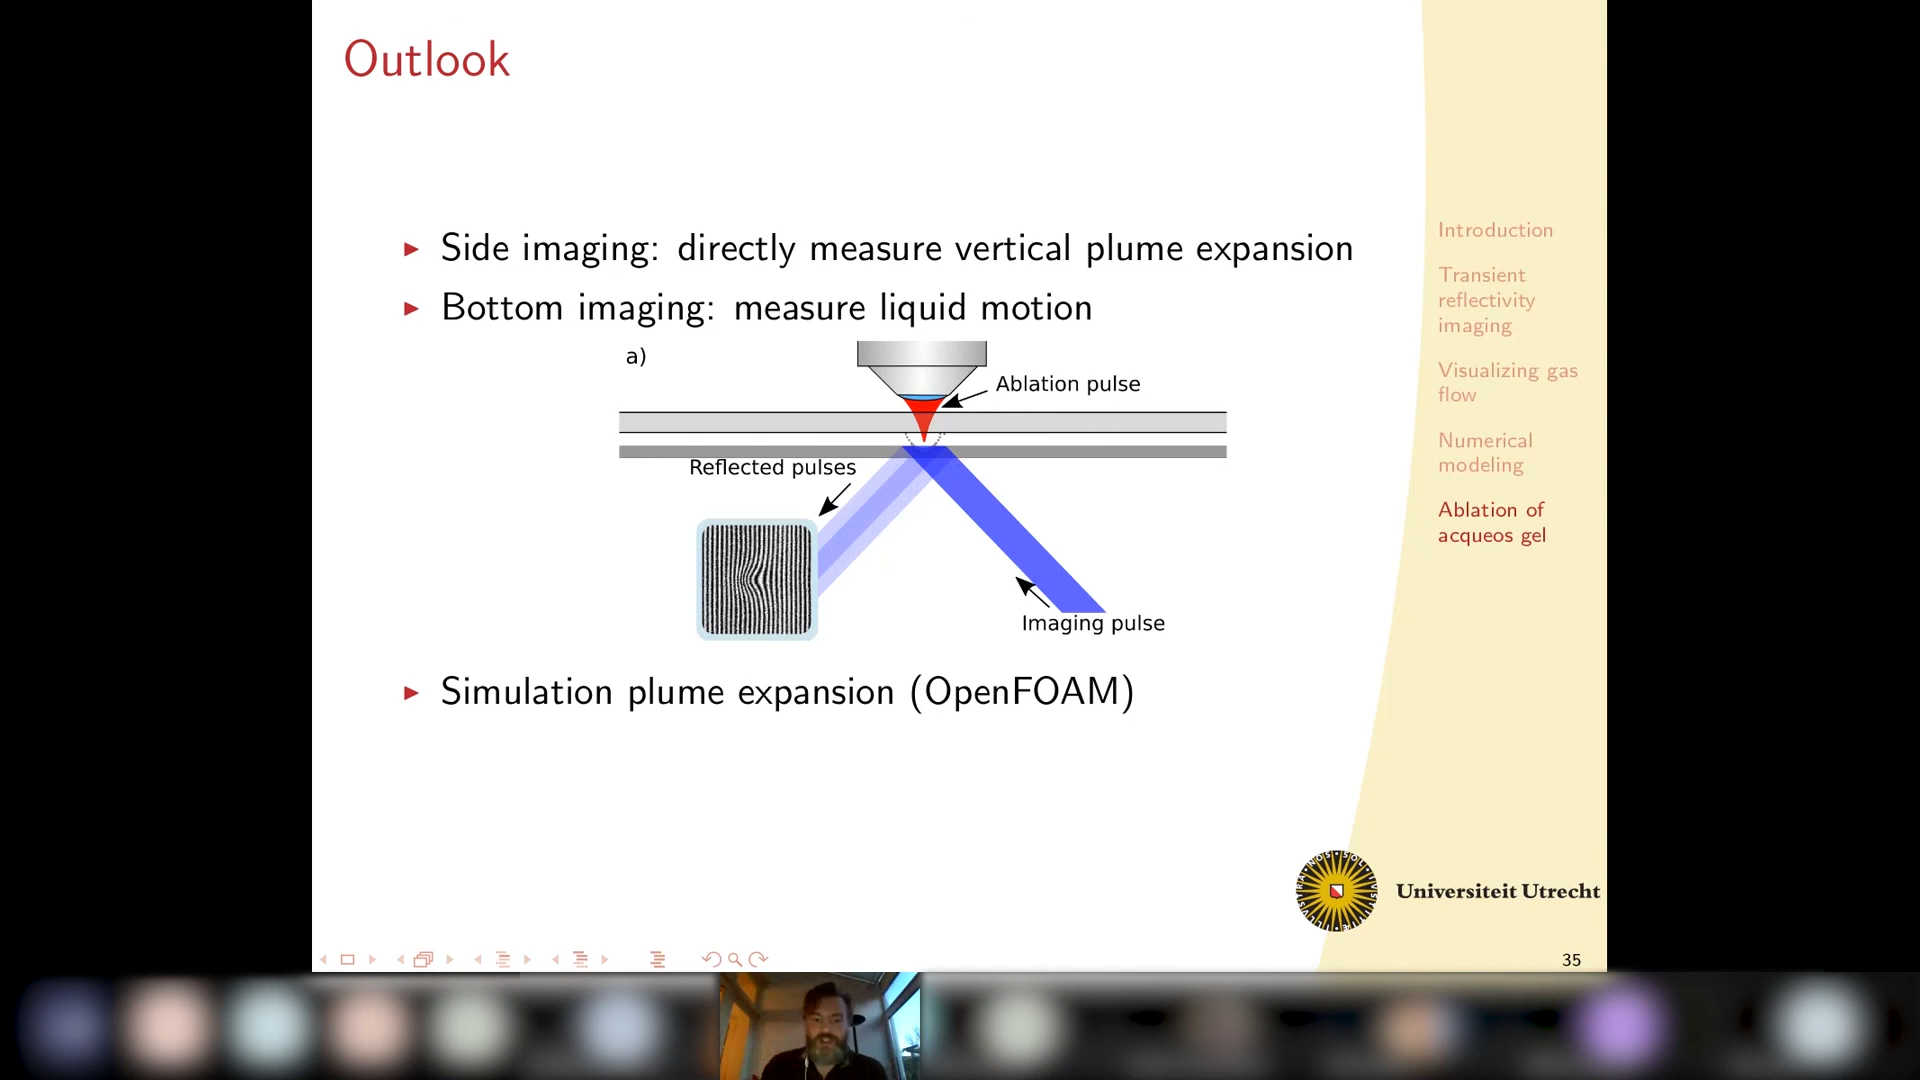 Outlook
Side imaging: directly measure vertical plume expansion
Bottom imaging: measure liquid motion
a)
Ablation pulse
Reflected pulses
Imaging pulse
Simulation plume expansion (OpenFOAM)
Introduction
Transient
reflectivity
imaging
Visualizing gas
flow
Numerical
modeling
Ablation of
acqueos gel
Universiteit Utrecht
35